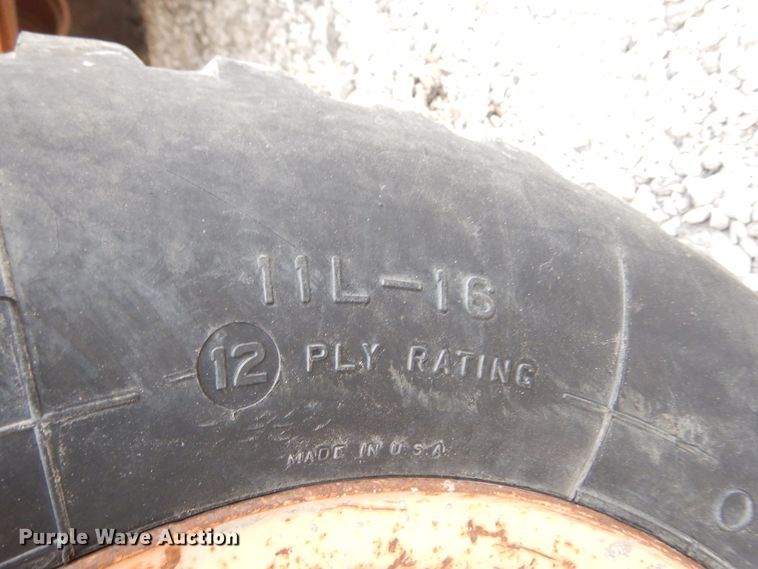 11L-16
12 PLY RATING
MADE IN U.S.A.
O
Purple Wave Auction